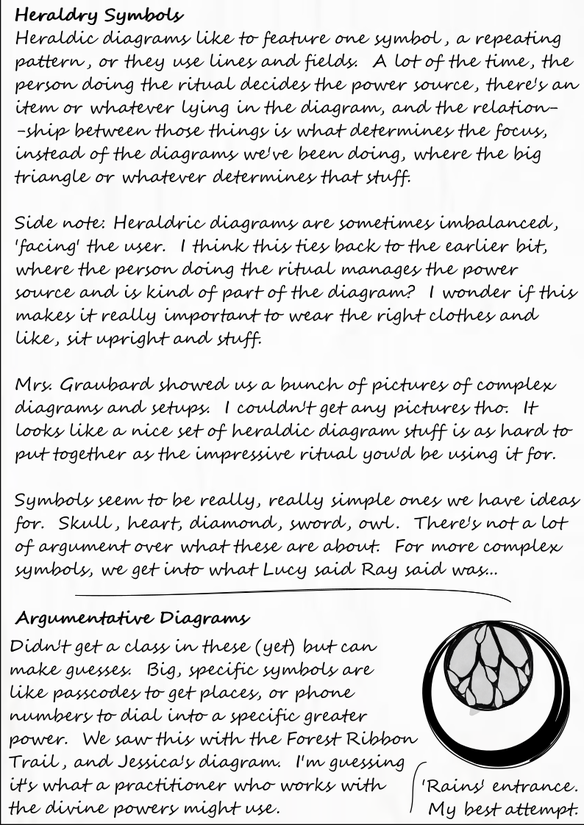 Heraldry Symbols
Heraldic diagrams like to feature one symbol, a repeating
pattern, or they use lines and fields. A lot of the time, the
person doing the ritual decides the power source, there's an
item or whatever lying in the diagram, and the relation-
-ship between those things is what determines the focus,
instead of the diagrams we've been doing, where the big
triangle or whatever determines that stuff.
Side note: Heraldric diagrams are sometimes imbalanced,
'facing' the user. I think this ties back to the earlier bit,
where the person doing the ritual manages the power
source and is kind of part of the diagram? I wonder if this
makes it really important to wear the right clothes and
like, sit upright and stuff.
Mrs. Graubard showed us a bunch of pictures of complex
diagrams and setups. I couldn't get any pictures tho. It
looks like a nice set of heraldic diagram stuff is as hard to
put together as the impressive ritual you'd be using it for.
Symbols seem to be really, really simple ones we have ideas
for. Skull, heart, diamond, sword, owl. There's not a lot
of argument over what these are about. For more complex
symbols, we get into what Lucy said Ray said was...
Argumentative Diagrams
Didn't get a class in these (yet) but can
make guesses. Big, specific symbols are
like passcodes to get places, or phone
numbers to dial into a specific greater
power. We saw this with the Forest Ribbon
Trail, and Jessica's diagram. I'm guessing
it's what a practitioner who works with
the divine powers might use.
'Rains' entrance.
My best attempt.